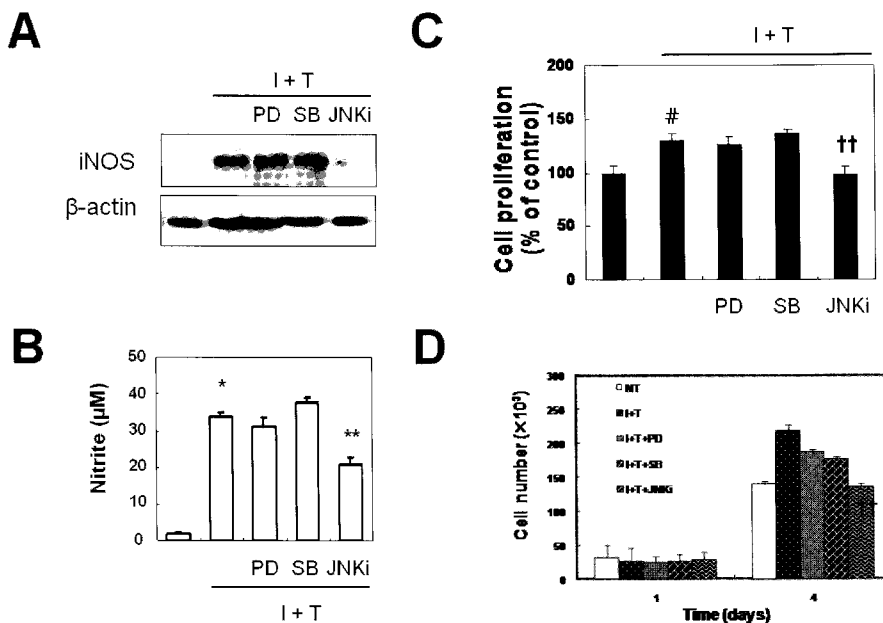 A
I + T
PD SB JNKi
iNOS
β-actin
B
Nitrite (μM)
50
40
30
20
10
0
*
**
PD SB JNKi
I + T
C
I + T
Cell proliferation
(% of control)
200
150
100
50
0
#
††
PD SB JNKi
D
Cell number (×10³)
300
250
200
150
100
50
0
NT
I+T
I+T+PD
I+T+SB
I+T+JNKi
1 4
Time (days)